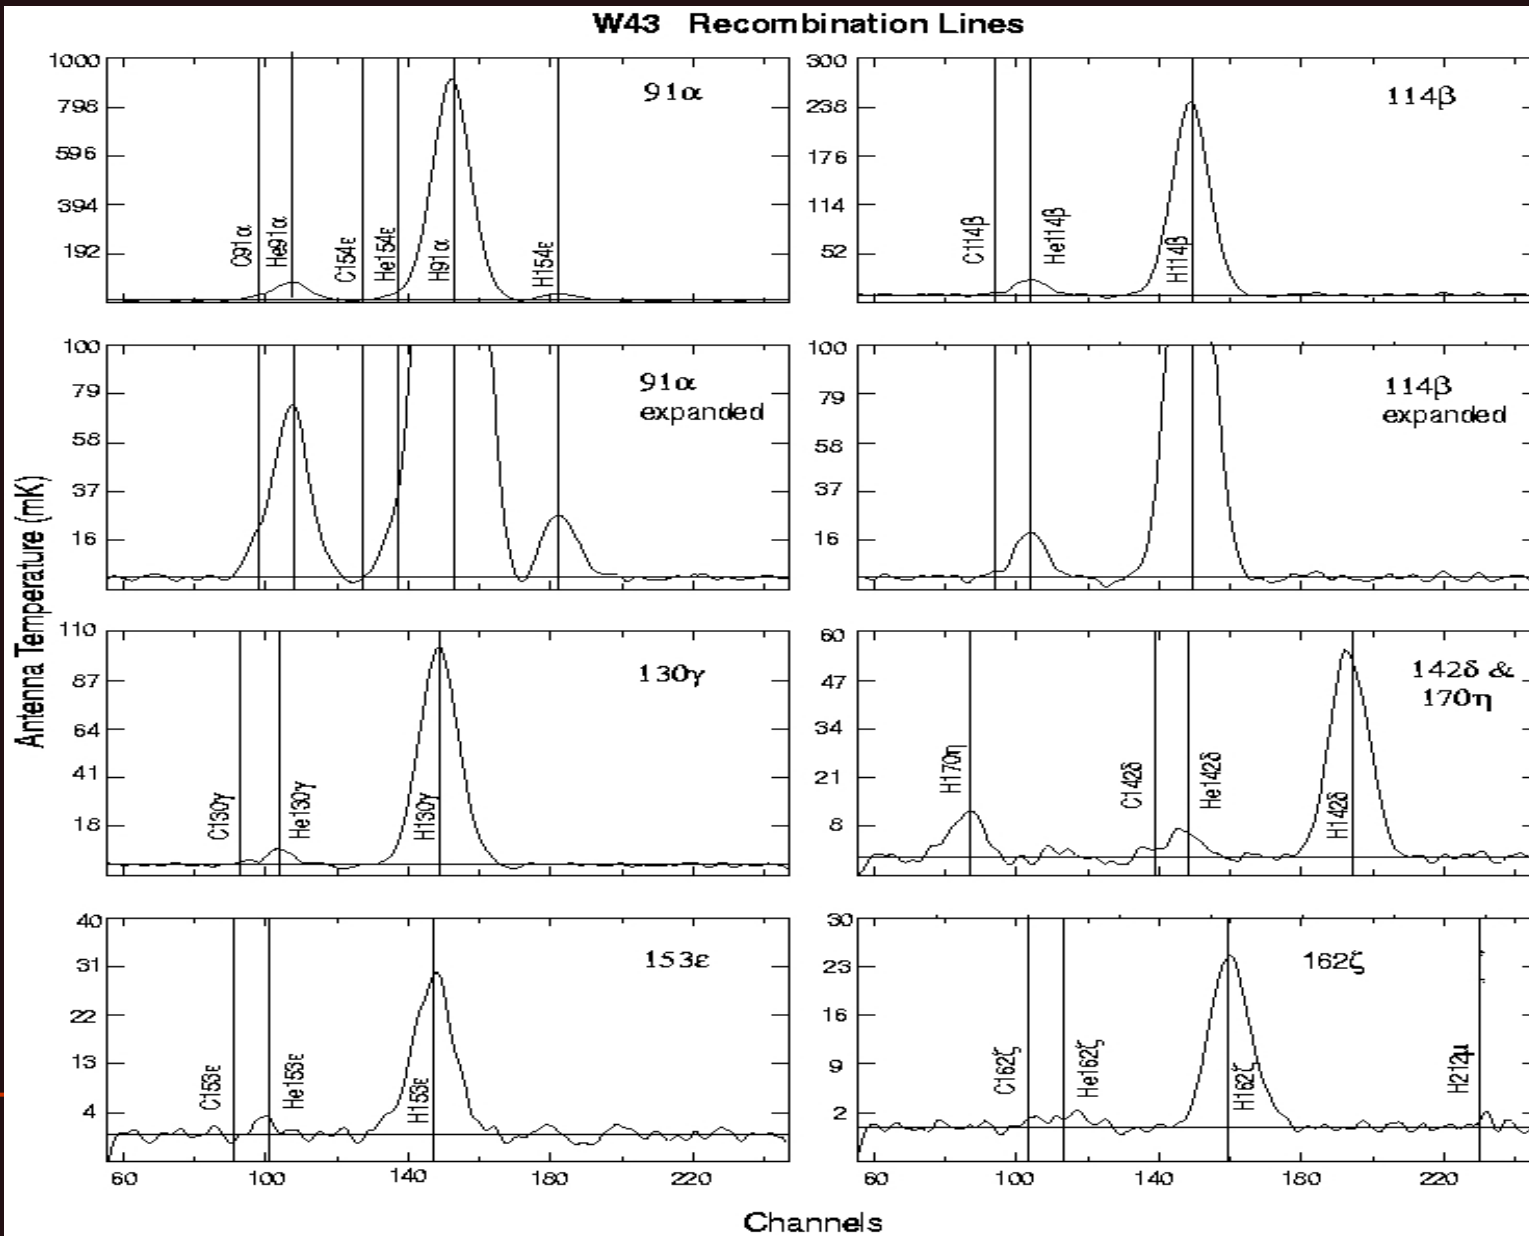 W43 Recombination Lines
Antenna Temperature (mK)
1000
798
596
394
192
C91α
He91α
C154ε
He154ε
H91α
H154ε
91α
300
238
176
114
52
C114β
He114β
H114β
114β
100
79
58
37
16
91α
expanded
100
79
58
37
16
114β
expanded
110
87
64
41
18
C130γ
He130γ
H130γ
130γ
60
47
34
21
8
H170η
C142δ
He142δ
H142δ
142δ &
170η
40
31
22
13
4
C153ε
He153ε
H153ε
153ε
60 100 140 180 220
30
23
16
9
2
C162ζ
He162ζ
H162ζ
H212μ
162ζ
60 100 140 180 220
Channels